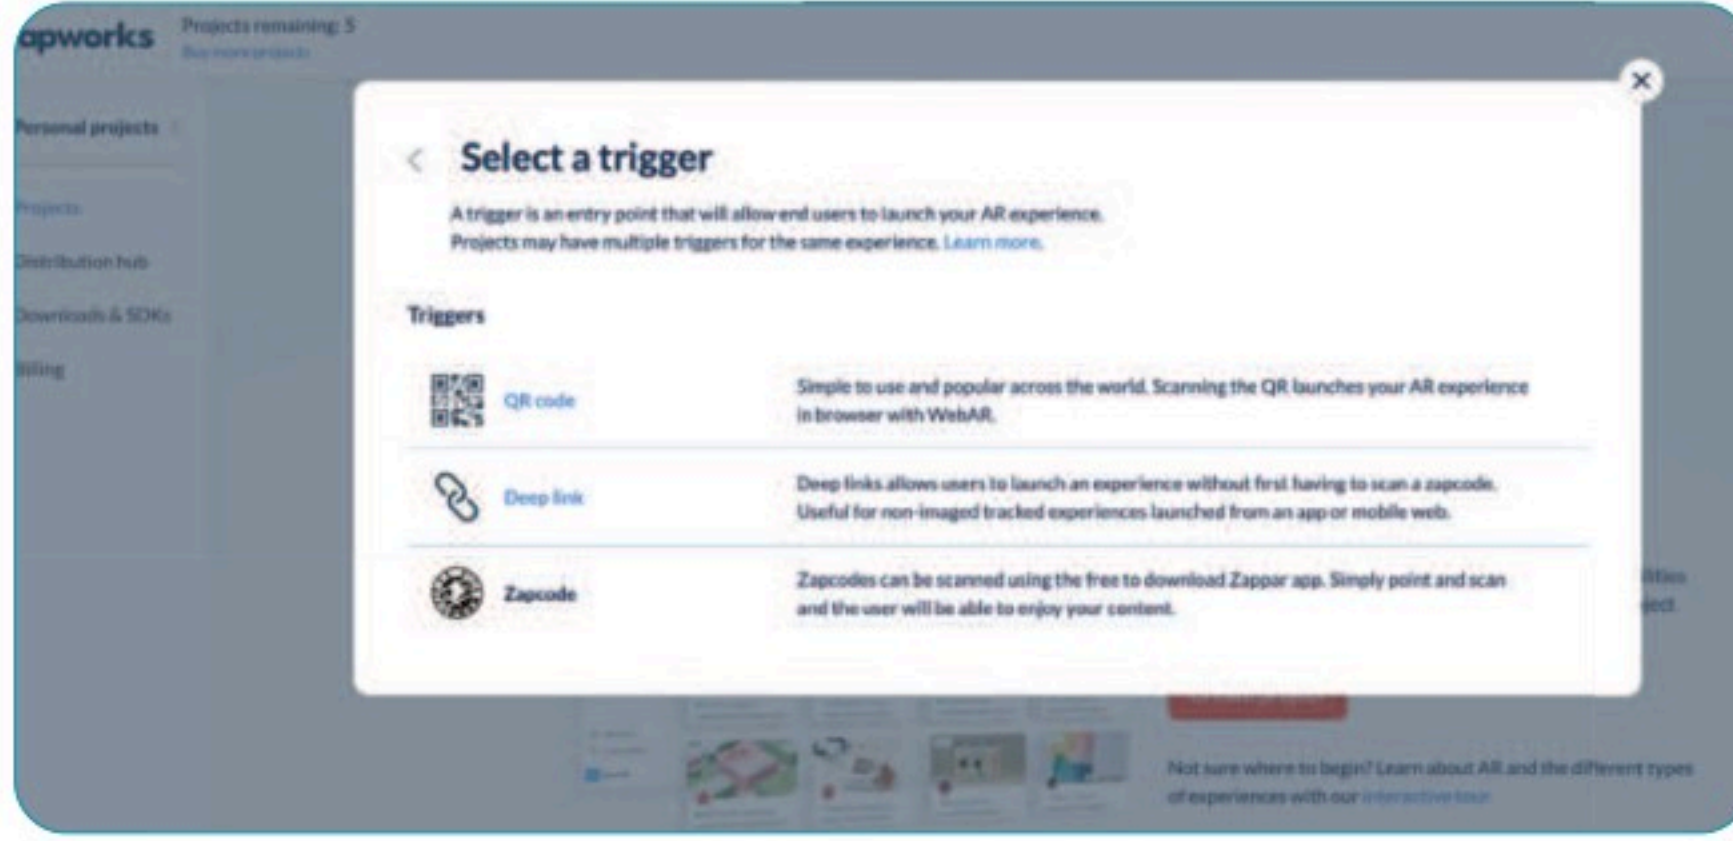 apworks
Projects remaining: 5
Buy more projects
Personal projects
Projects
Distribution hub
Downloads & SDKs
Billing
Select a trigger
A trigger is an entry point that will allow end users to launch your AR experience.
Projects may have multiple triggers for the same experience. Learn more.
Triggers
QR code
Simple to use and popular across the world. Scanning the QR launches your AR experience
in browser with WebAR.
Deep link
Deep links allows users to launch an experience without first having to scan a zapcode.
Useful for non-imaged tracked experiences launched from an app or mobile web.
Zapcode
Zapcodes can be scanned using the free to download Zappar app. Simply point and scan
and the user will be able to enjoy your content.
Not sure where to begin? Learn about AR and the different types
of experiences with our interactive tour